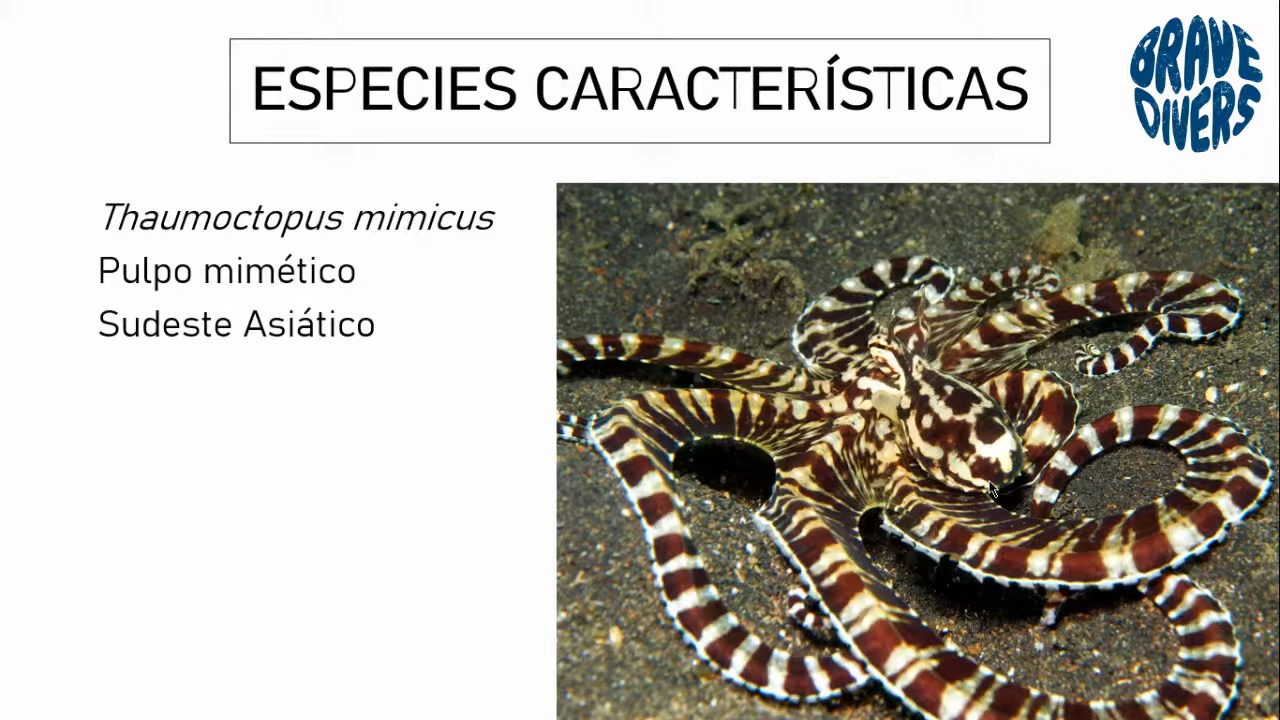 ESPECIES CARACTERÍSTICAS
BRAVE
DIVERS
Thaumoctopus mimicus
Pulpo mimético
Sudeste Asiático